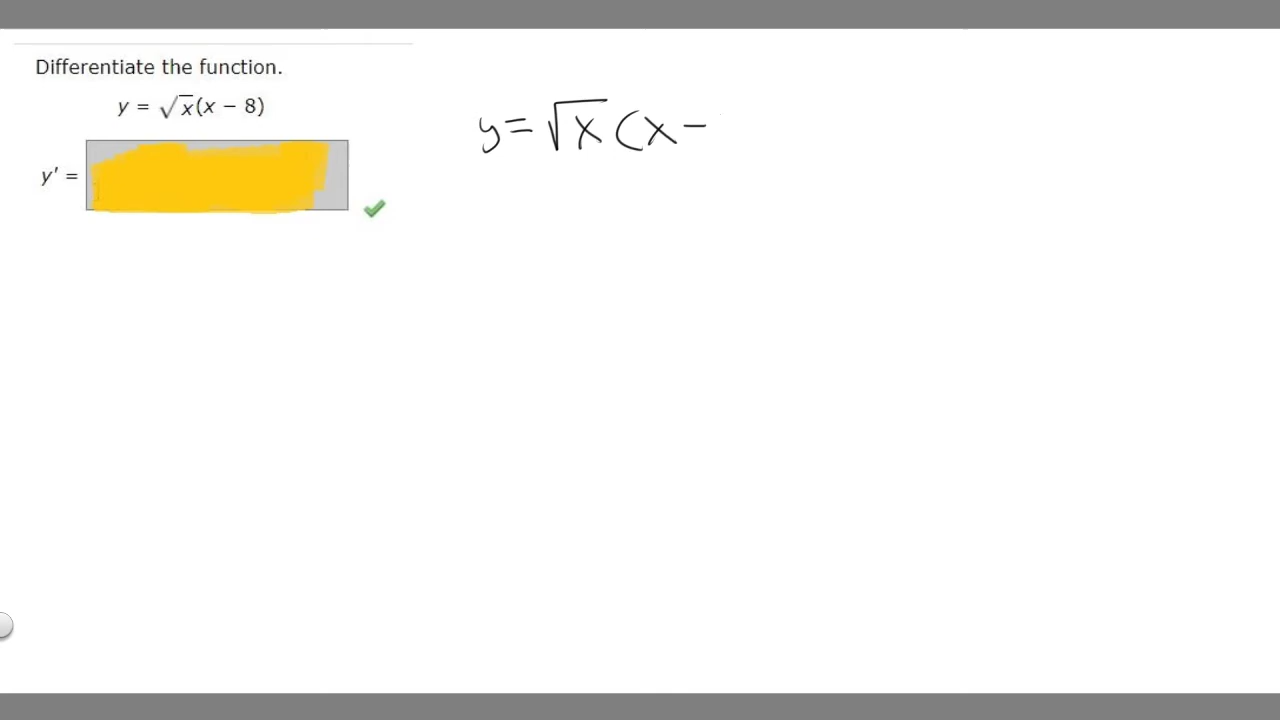 Differentiate the function.
y = √x(x − 8)
y' =
y = √x (x −